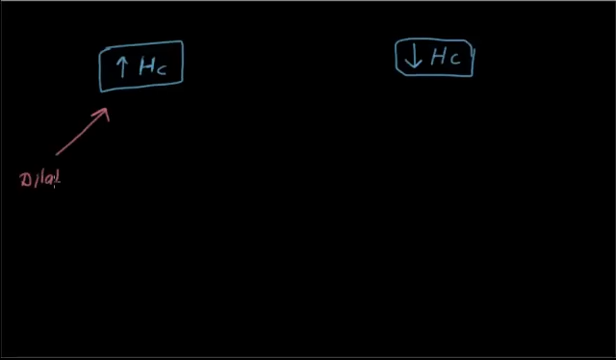 ↑ Hc
↓ Hc
Dilat